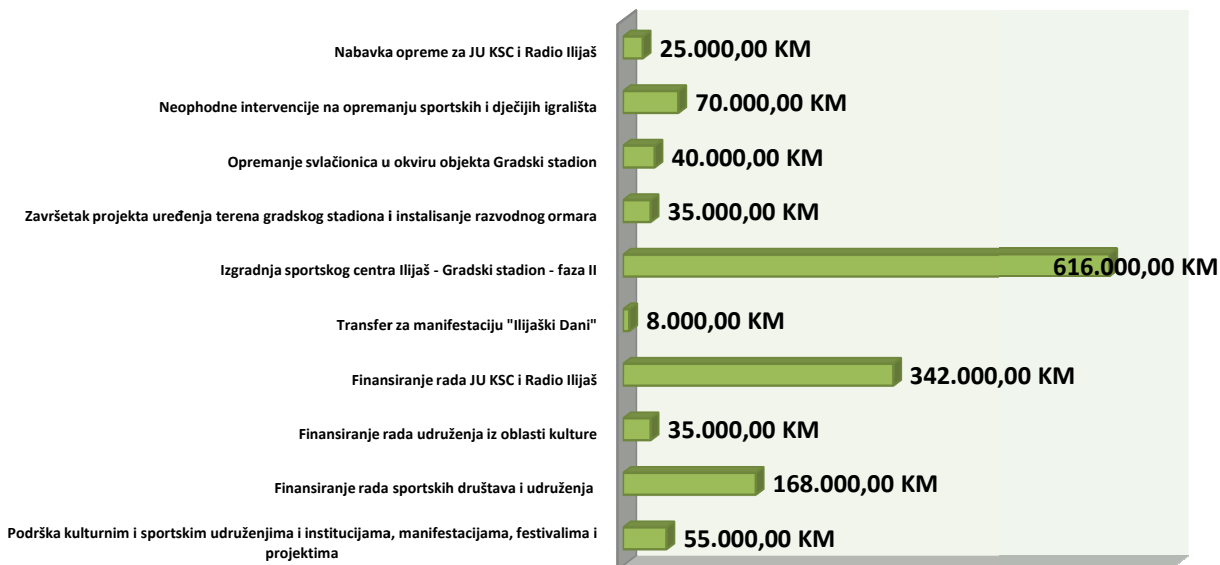 Nabavka opreme za JU KSC i Radio Ilijaš
25.000,00 KM
Neophodne intervencije na opremanju sportskih i dječijih igrališta
70.000,00 KM
Opremanje svlačionica u okviru objekta Gradski stadion
40.000,00 KM
Završetak projekta uređenja terena gradskog stadiona i instalisanje razvodnog ormara
35.000,00 KM
Izgradnja sportskog centra Ilijaš - Gradski stadion - faza II
616.000,00 KM
Transfer za manifestaciju "Ilijaški Dani"
8.000,00 KM
Finansiranje rada JU KSC i Radio Ilijaš
342.000,00 KM
Finansiranje rada udruženja iz oblasti kulture
35.000,00 KM
Finansiranje rada sportskih društava i udruženja
168.000,00 KM
Podrška kulturnim i sportskim udruženjima i institucijama, manifestacijama, festivalima i
projektima
55.000,00 KM